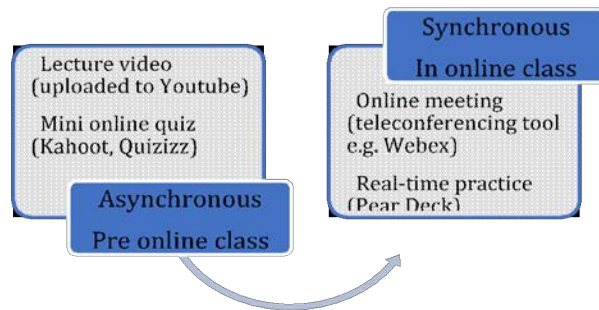 Lecture video
(uploaded to Youtube)
Mini online quiz
(Kahoot, Quizizz)
Asynchronous
Pre online class
Synchronous
In online class
Online meeting
(teleconferencing tool
e.g. Webex)
Real-time practice
(Pear Deck)